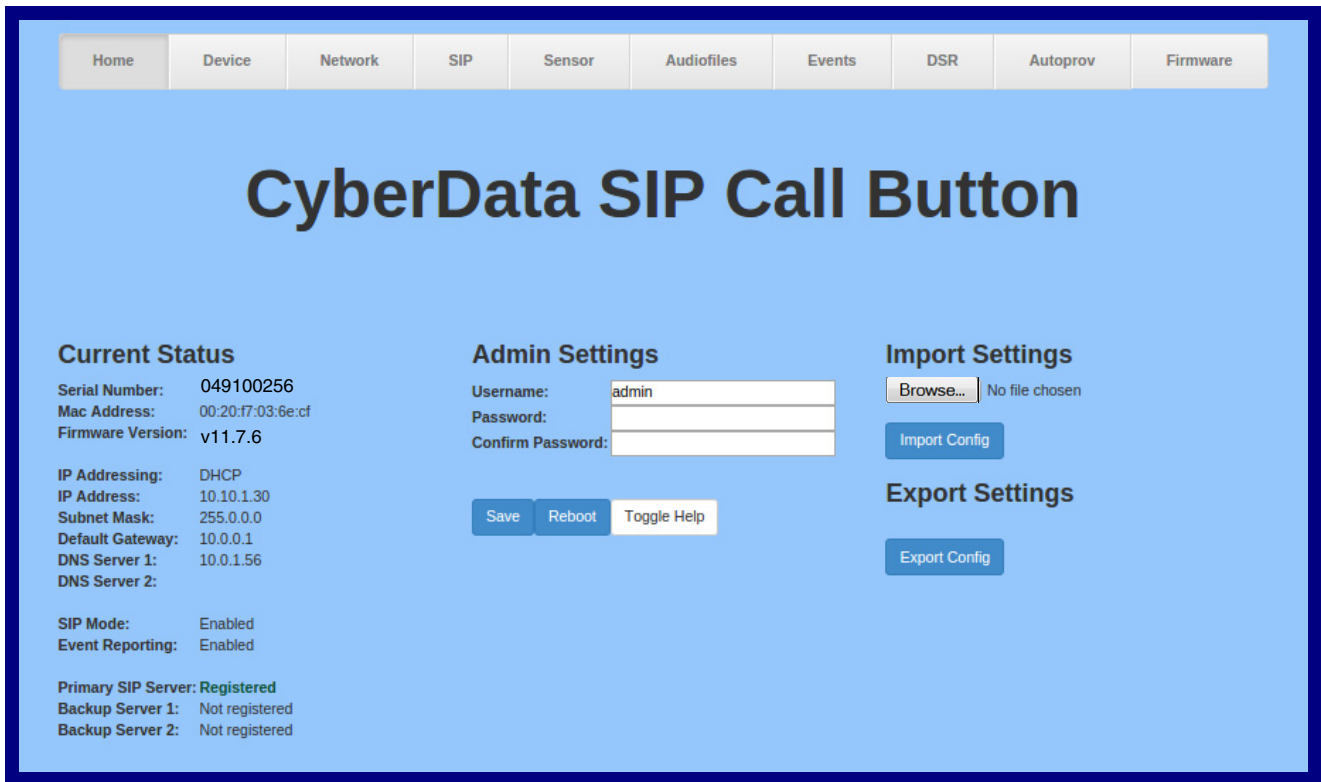 Home Device Network SIP Sensor Audiofiles Events DSR Autoprov Firmware
CyberData SIP Call Button
Current Status
Serial Number: 049100256
Mac Address: 00:20:f7:03:6e:cf
Firmware Version: v11.7.6
IP Addressing: DHCP
IP Address: 10.10.1.30
Subnet Mask: 255.0.0.0
Default Gateway: 10.0.0.1
DNS Server 1: 10.0.1.56
DNS Server 2:
SIP Mode: Enabled
Event Reporting: Enabled
Primary SIP Server: Registered
Backup Server 1: Not registered
Backup Server 2: Not registered
Admin Settings
Username: admin
Password:
Confirm Password:
Save Reboot Toggle Help
Import Settings
Browse... No file chosen
Import Config
Export Settings
Export Config